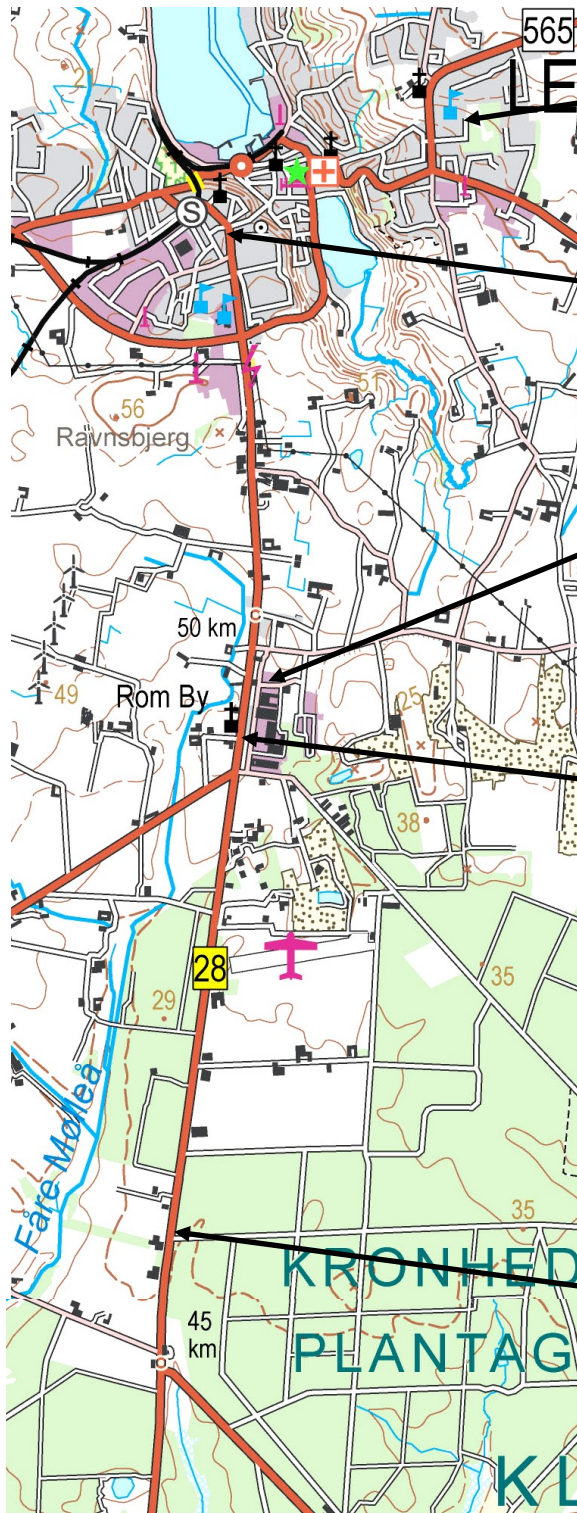 565
LE
21
S
51
56
Ravnsbjerg
50 km
49
Rom By
25
38
28
35
29
Fåre Mølleå
35
KRONHED
45
km
PLANTAG
KL